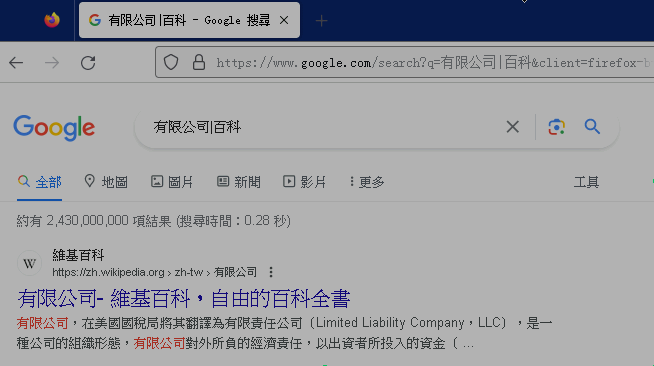 有限公司|百科 - Google 搜尋
https://www.google.com/search?q=有限公司|百科&client=firefox-b
Google
有限公司|百科
全部 地圖 圖片 新聞 影片 更多 工具
約有 2,430,000,000 項結果 (搜尋時間：0.28 秒)
W
維基百科
https://zh.wikipedia.org › zh-tw › 有限公司
有限公司- 維基百科，自由的百科全書
有限公司，在美國國稅局將其翻譯為有限責任公司〔Limited Liability Company，LLC〕，是一
種公司的組織形態，有限公司對外所負的經濟責任，以出資者所投入的資金〔 ...